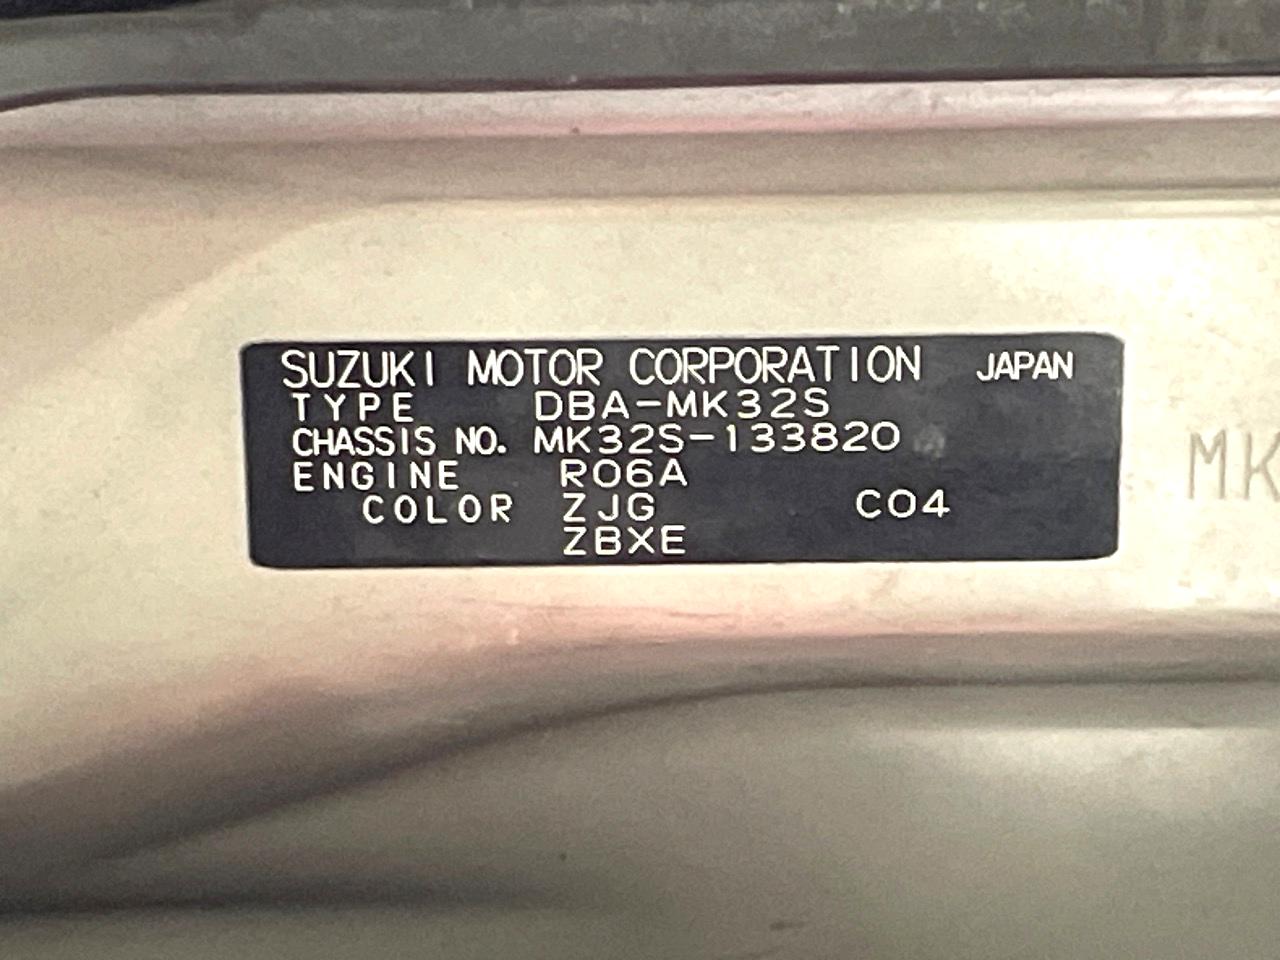 SUZUKI MOTOR CORPORATION JAPAN
TYPE DBA-MK32S
CHASSIS NO. MK32S-133820
ENGINE R06A
COLOR ZJG C04
ZBXE
MK